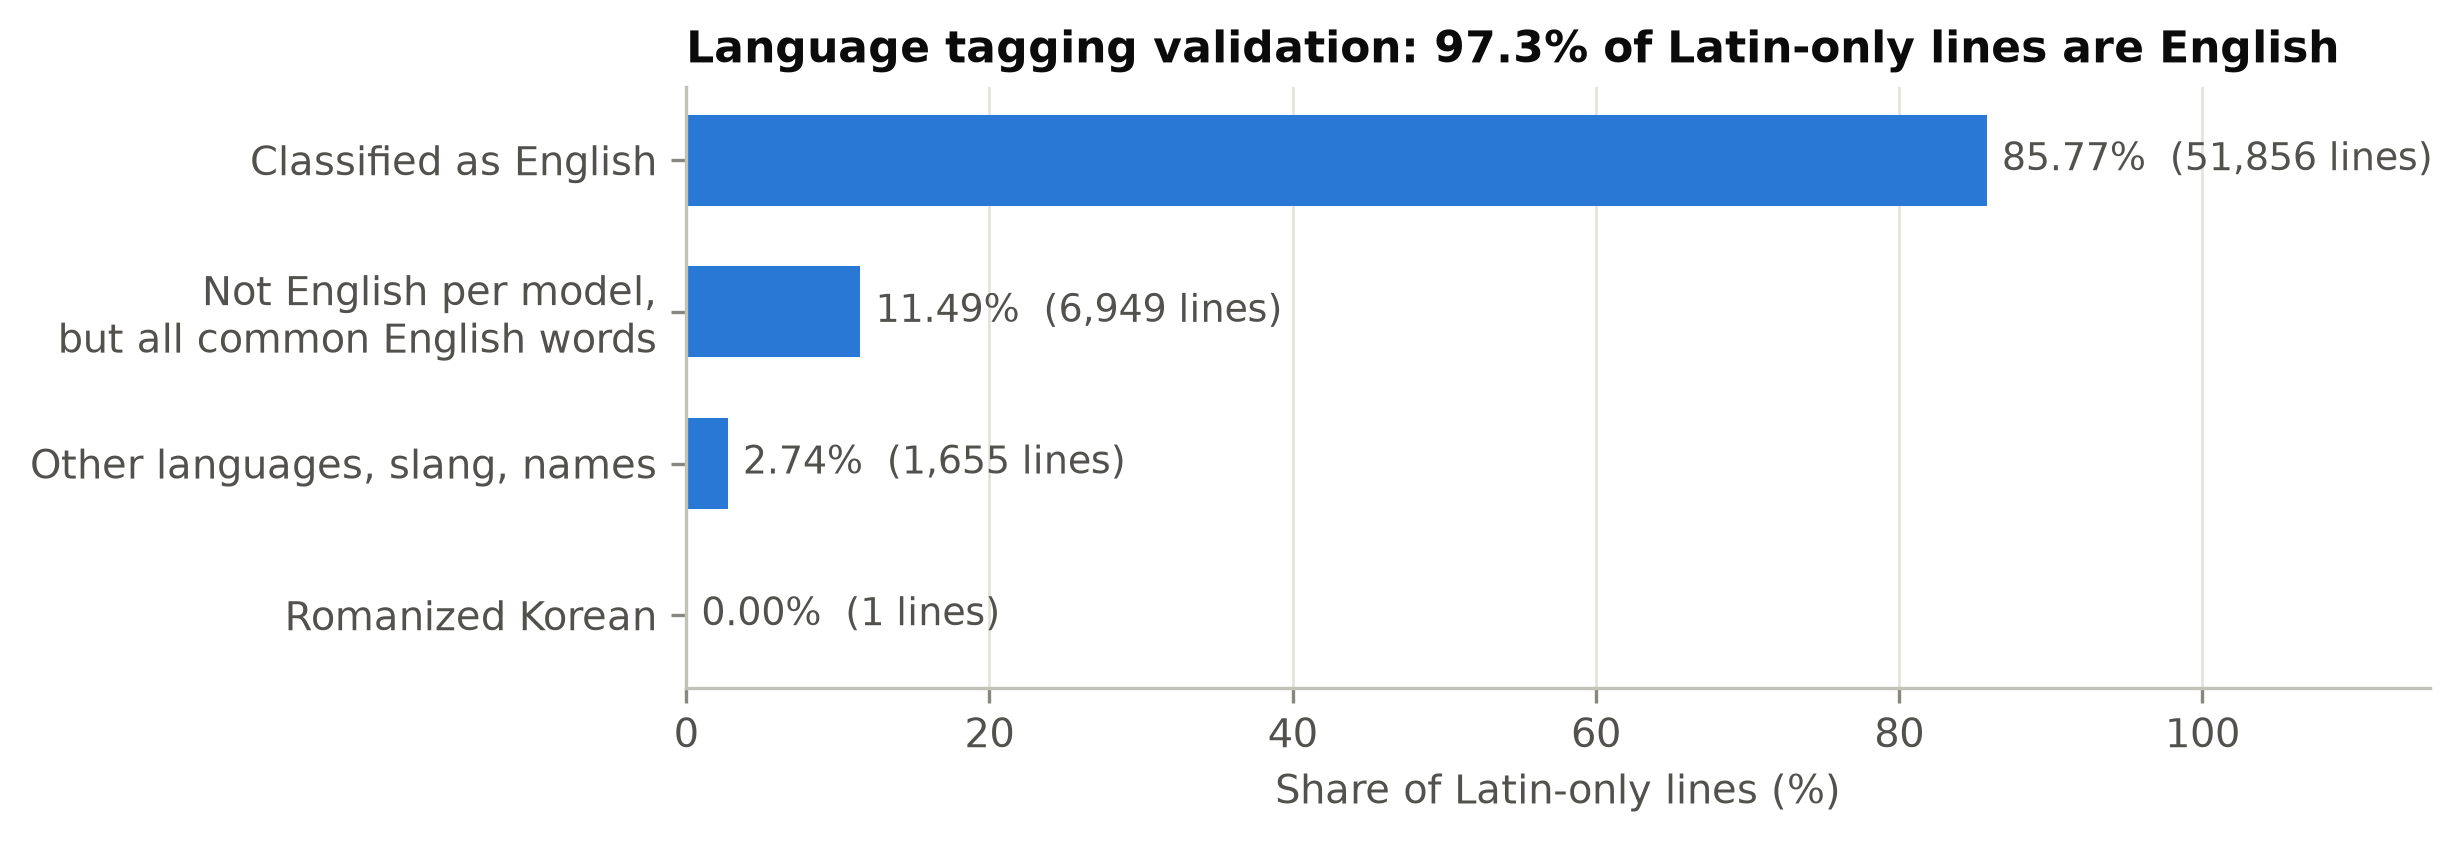 Language tagging validation: 97.3% of Latin-only lines are English
Classified as English
85.77%  (51,856 lines)
Not English per model,
but all common English words
11.49%  (6,949 lines)
Other languages, slang, names
2.74%  (1,655 lines)
Romanized Korean
0.00%  (1 lines)
0 20 40 60 80 100
Share of Latin-only lines (%)